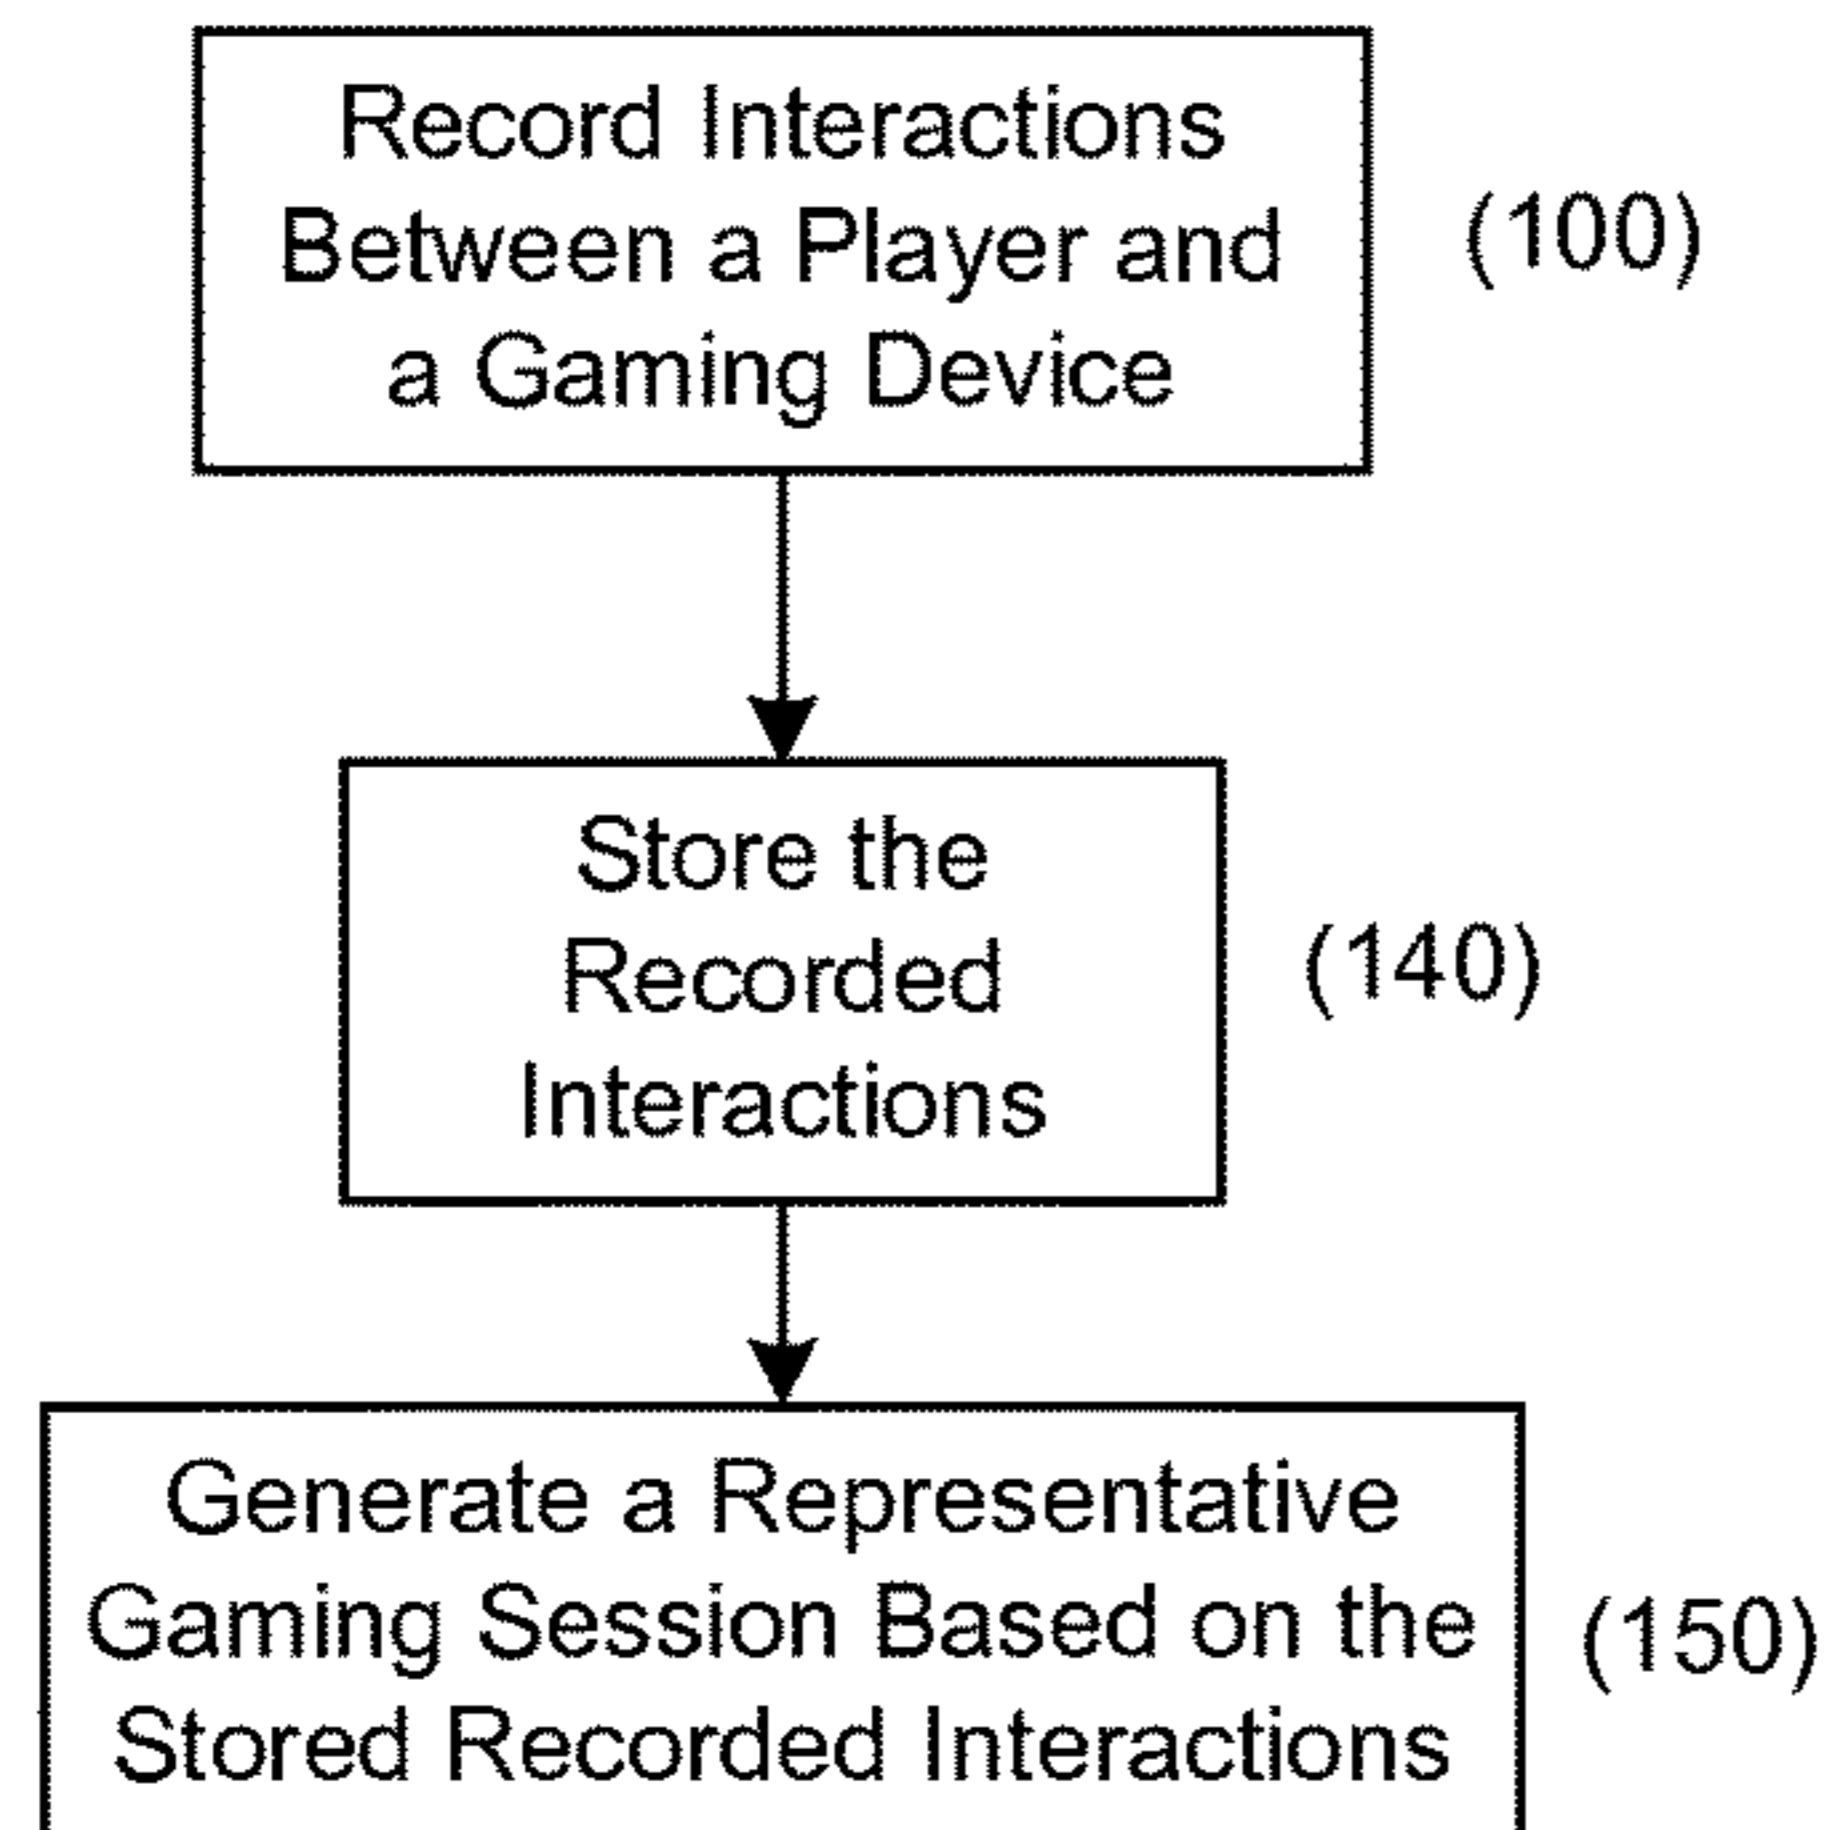 Record Interactions
Between a Player and
a Gaming Device
(100)
Store the
Recorded
Interactions
(140)
Generate a Representative
Gaming Session Based on the
Stored Recorded Interactions
(150)